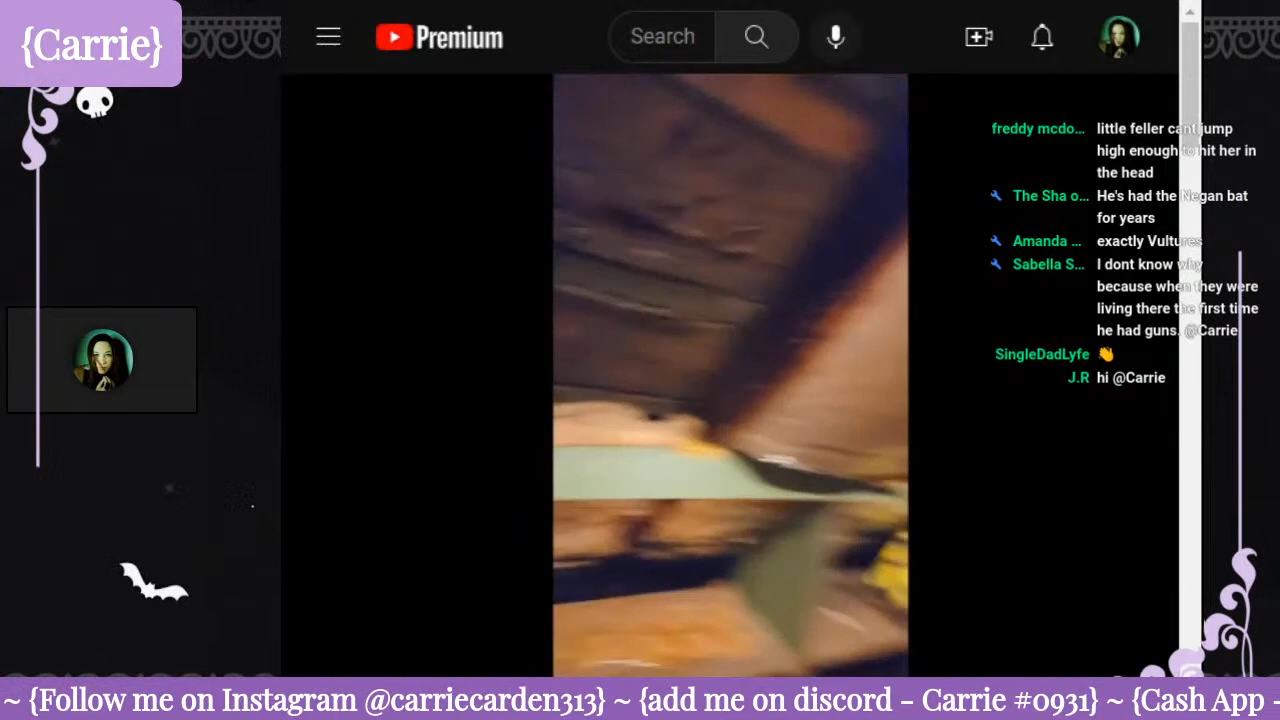 {Carrie}
Premium
Search
freddy mcdo... little feller cant jump
high enough to hit her in
the head
The Sha o... He's had the Negan bat
for years
Amanda ... exactly Vultures
Sabella S... I dont know why
because when they were
living there the first time
he had guns. @Carrie
SingleDadLyfe 👋
J.R hi @Carrie
~ {Follow me on Instagram @carriecarden313} ~ {add me on discord - Carrie #0931} ~ {Cash App -